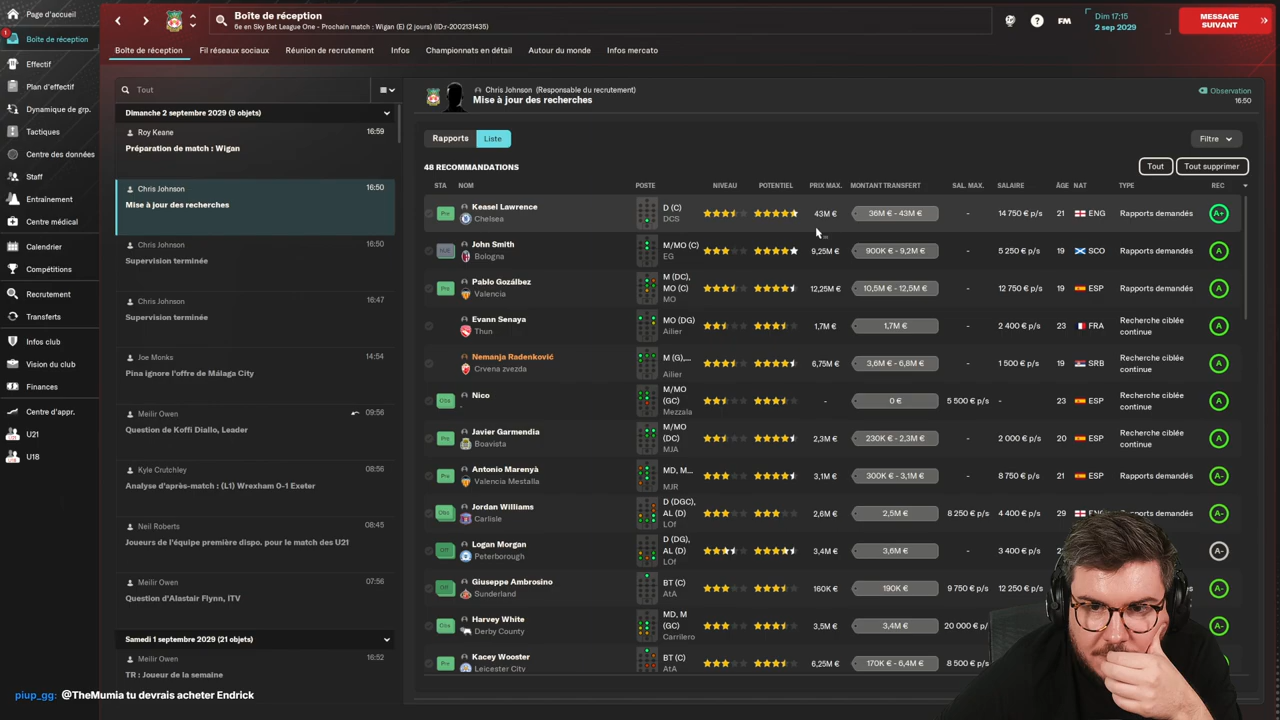 Page d'accueil
1
Boîte de réception
Effectif
Plan d'effectif
Dynamique de grp.
Tactiques
Centre des données
Staff
Entraînement
Centre médical
Calendrier
Compétitions
Recrutement
Transferts
Infos club
Vision du club
Finances
Centre d'appr.
U21
U18
Boîte de réception
6e en Sky Bet League One - Prochain match : Wigan (E) (2 jours) (ID:r-2002131435)
FM
Dim 17:15
2 sep 2029
MESSAGE SUIVANT
Boîte de réception Fil réseaux sociaux Réunion de recrutement Infos Championnats en détail Autour du monde Infos mercato
Tout
Dimanche 2 septembre 2029 (9 objets)
Roy Keane 16:59
Préparation de match : Wigan
Chris Johnson 16:50
Mise à jour des recherches
Chris Johnson 16:50
Supervision terminée
Chris Johnson 16:47
Supervision terminée
Joe Monks 14:54
Pina ignore l'offre de Málaga City
Meilir Owen 09:56
Question de Koffi Diallo, Leader
Kyle Crutchley 08:56
Analyse d'après-match : (L1) Wrexham 0-1 Exeter
Neil Roberts 08:45
Joueurs de l'équipe première dispo. pour le match des U21
Meilir Owen 07:56
Question d'Alastair Flynn, ITV
Samedi 1 septembre 2029 (21 objets)
Meilir Owen 16:52
TR : Joueur de la semaine
Chris Johnson (Responsable du recrutement)
Mise à jour des recherches
Observation
16:50
Rapports Liste
Filtre
48 RECOMMANDATIONS
Tout Tout supprimer
STA NOM POSTE NIVEAU POTENTIEL PRIX MAX. MONTANT TRANSFERT SAL. MAX. SALAIRE ÂGE NAT TYPE REC
Pre Keasel Lawrence Chelsea D (C) DCS 43M € 36M € - 43M € - 14 750 € p/s 21 ENG Rapports demandés A+
John Smith Bologna M/MO (C) EG 9,25M € 900K € - 9,2M € - 5 250 € p/s 19 SCO Rapports demandés A
Pre Pablo Gozálbez Valencia M (DC), MO (C) MO 12,25M € 10,5M € - 12,5M € - 12 750 € p/s 19 ESP Rapports demandés A
Evann Senaya Thun MO (DG) Ailier 1,7M € 1,7M € - 2 400 € p/s 23 FRA Recherche ciblée continue A
Pre Nemanja Radenković Crvena zvezda M (G),... Ailier 6,75M € 3,6M € - 6,8M € - 1 500 € p/s 19 SRB Recherche ciblée continue A
Obs Nico - M/MO (GC) Mezzala - 0 € 5 500 € p/s - 23 ESP Recherche ciblée continue A
Pre Javier Garmendia Boavista M/MO (DC) MJA 2,3M € 230K € - 2,3M € - 2 000 € p/s 20 ESP Recherche ciblée continue A
Pre Antonio Marenyà Valencia Mestalla MD, M... MJR 3,1M € 300K € - 3,1M € - 8 750 € p/s 21 ESP Rapports demandés A-
Obs Jordan Williams Carlisle D (DGC), AL (D) LOf 2,6M € 2,5M € 8 250 € p/s 4 400 € p/s 29 ENG Rapports demandés A-
Off Logan Morgan Peterborough D (DG), AL (D) LOf 3,4M € 3,6M € - 3 400 € p/s A-
Off Giuseppe Ambrosino Sunderland BT (C) AtA 160K € 190K € 9 750 € p/s 12 250 € p/s
Harvey White Derby County MD, M (GC) Carrilero 3,5M € 3,4M € 20 000 € p/s
Pre Kacey Wooster Leicester City BT (C) AtA 6,25M € 170K € - 6,4M € 8 500 € p/s
piup_gg: @TheMumia tu devrais acheter Endrick